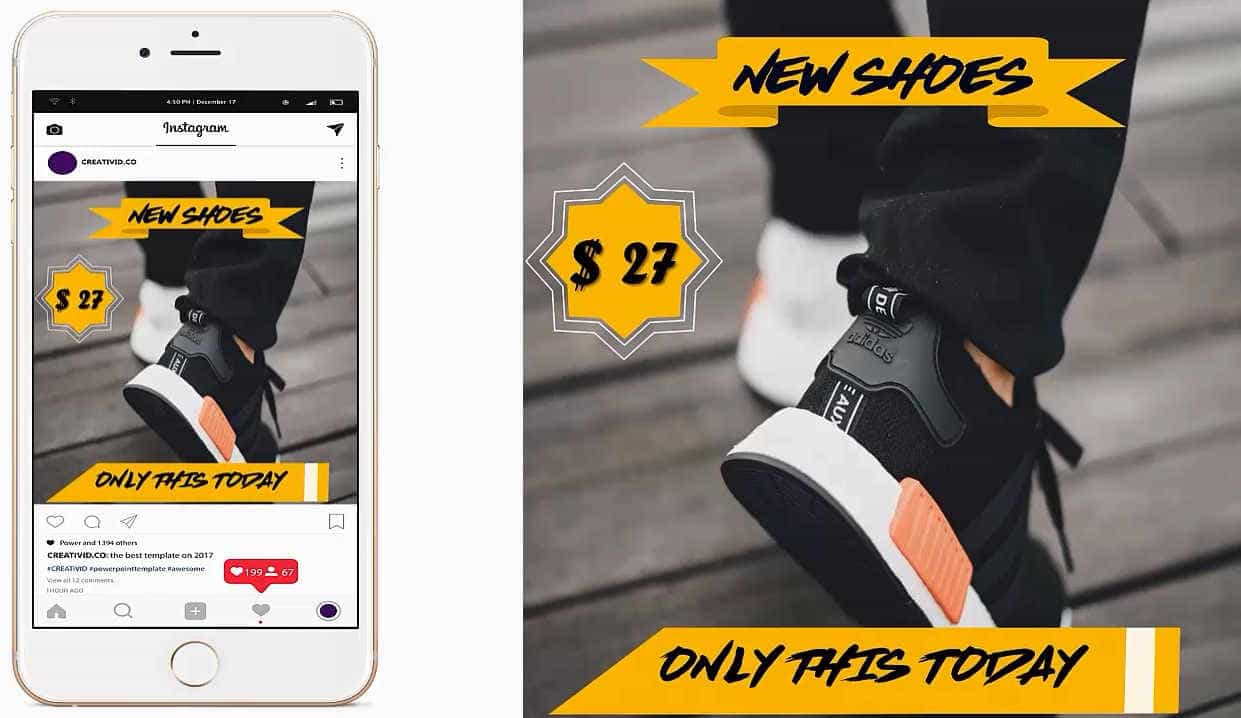 4:50 PM | December 17
Instagram
CREATIVID.CO
NEW SHOES
$ 27
ONLY THIS TODAY
Power and 1394 others
CREATIVID.CO: the best template on 2017
#CREATIVID #powerpointtemplate #awesome
View all 12 comments
1 HOUR AGO
199 67
NEW SHOES
$ 27
DE
adidas
E AUX
ONLY THIS TODAY